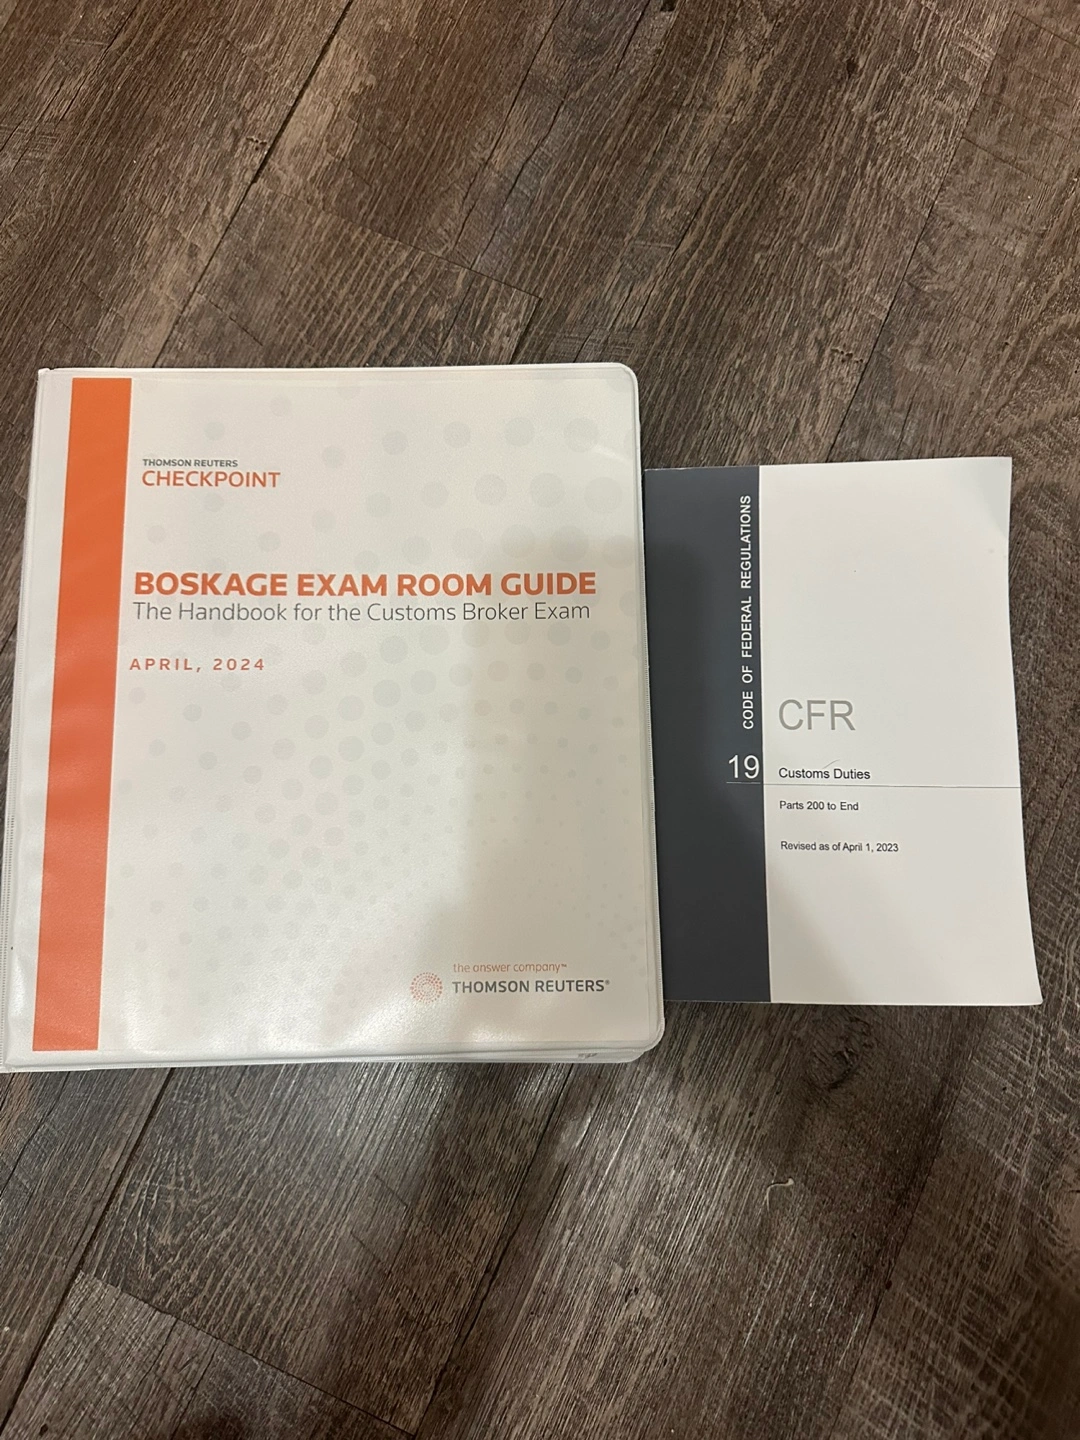 THOMSON REUTERS
CHECKPOINT
BOSKAGE EXAM ROOM GUIDE
The Handbook for the Customs Broker Exam
APRIL, 2024
the answer company™
THOMSON REUTERS®
CODE OF FEDERAL REGULATIONS
CFR
19
Customs Duties
Parts 200 to End
Revised as of April 1, 2023